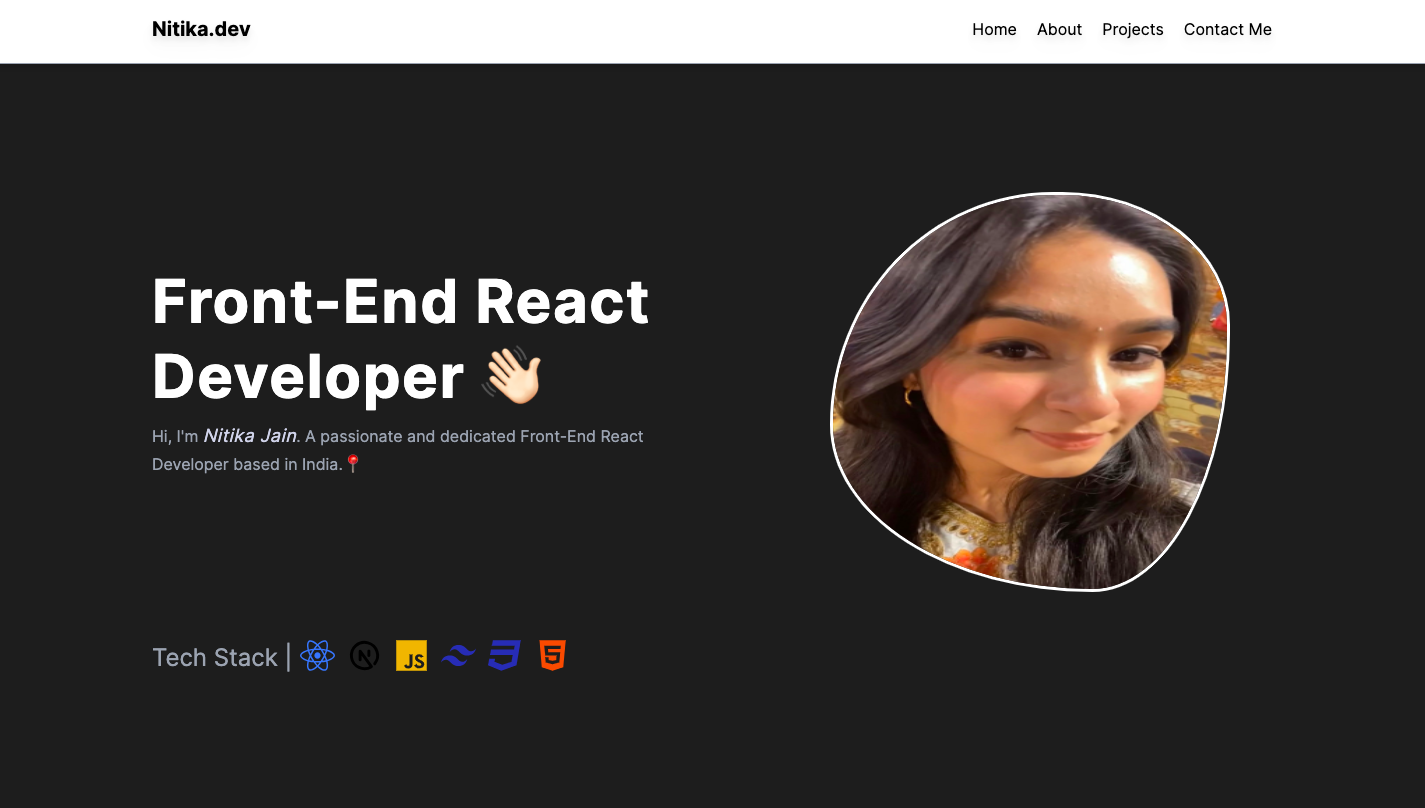 Nitika.dev
Home About Projects Contact Me
Front-End React
Developer 👋🏻
Hi, I'm Nitika Jain. A passionate and dedicated Front-End React
Developer based in India.📍
Tech Stack |
N
JS
5